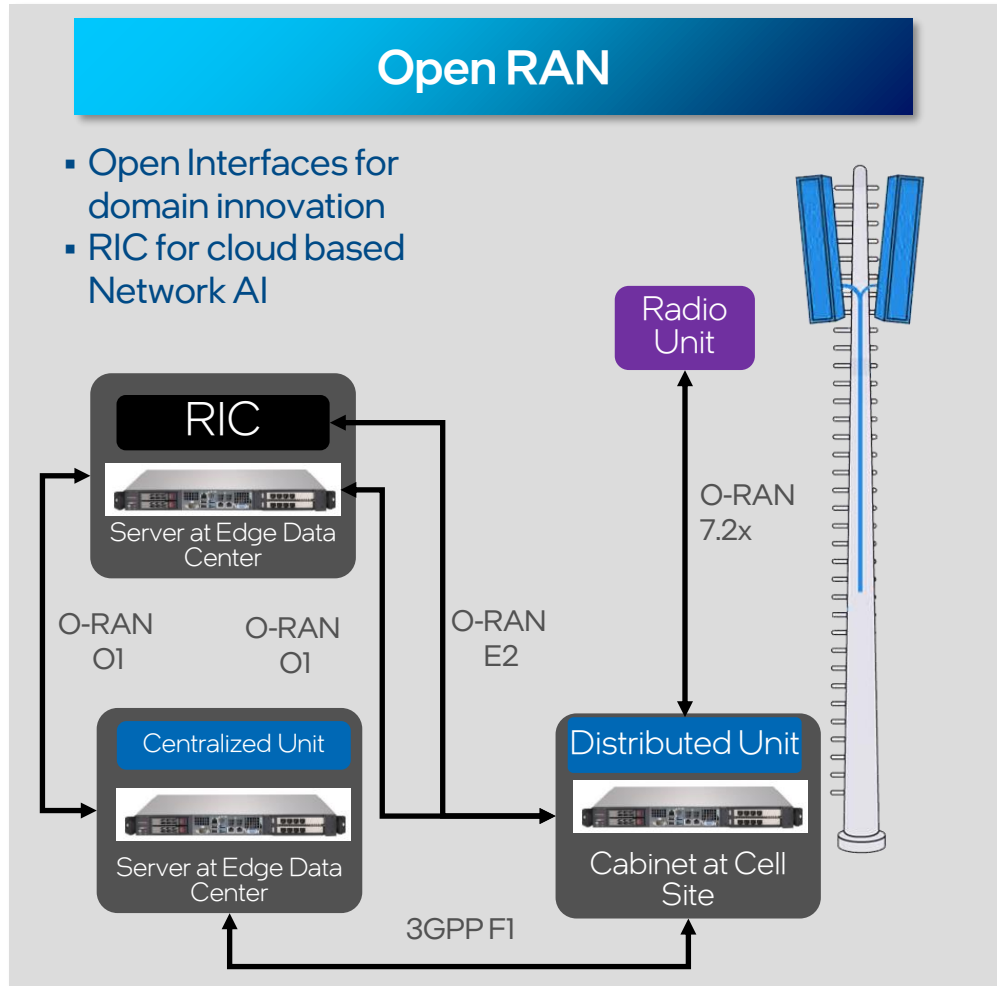 Open RAN
▪ Open Interfaces for
domain innovation
▪ RIC for cloud based
Network AI
Radio
Unit
RIC
Server at Edge Data
Center
O-RAN
7.2x
O-RAN
O1
O-RAN
O1
O-RAN
E2
Centralized Unit
Server at Edge Data
Center
Distributed Unit
Cabinet at Cell
Site
3GPP F1